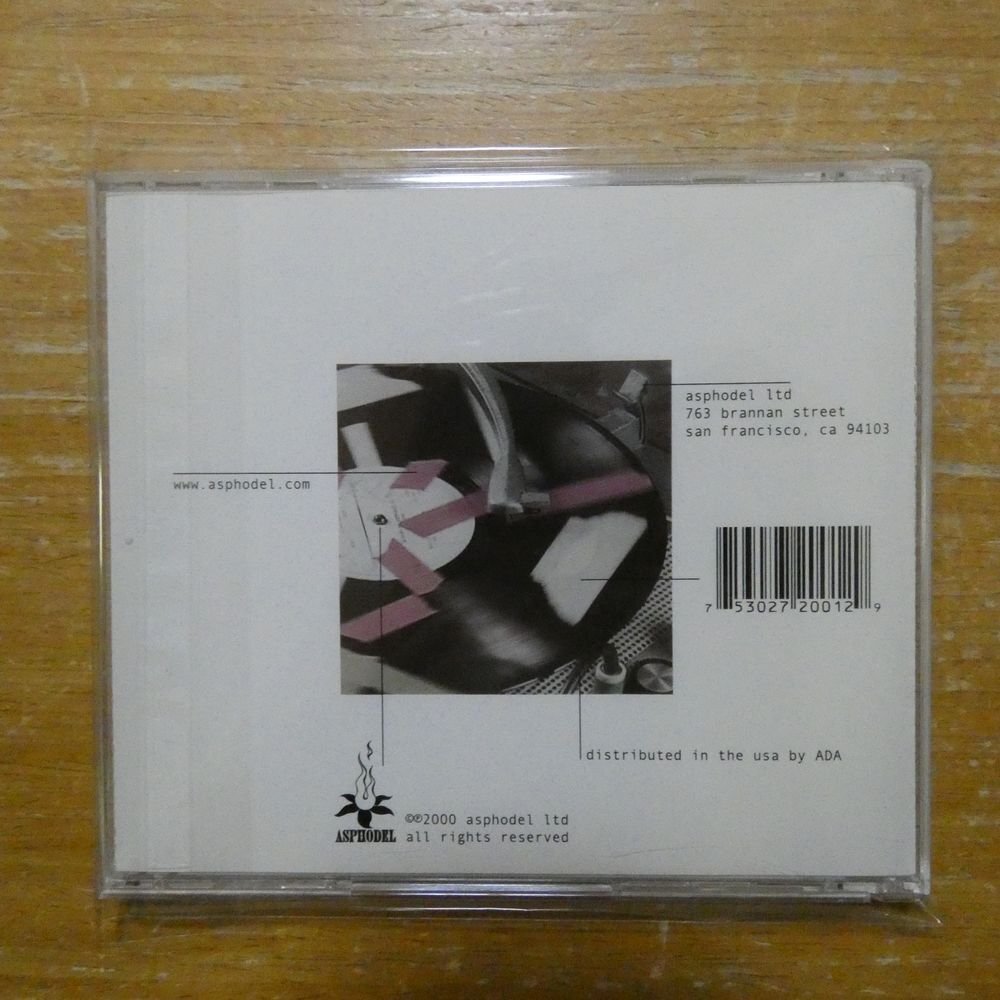 asphodel ltd
763 brannan street
san francisco, ca 94103
www.asphodel.com
7 53027 20012 9
distributed in the usa by ADA
ASPHODEL
©℗2000 asphodel ltd
all rights reserved